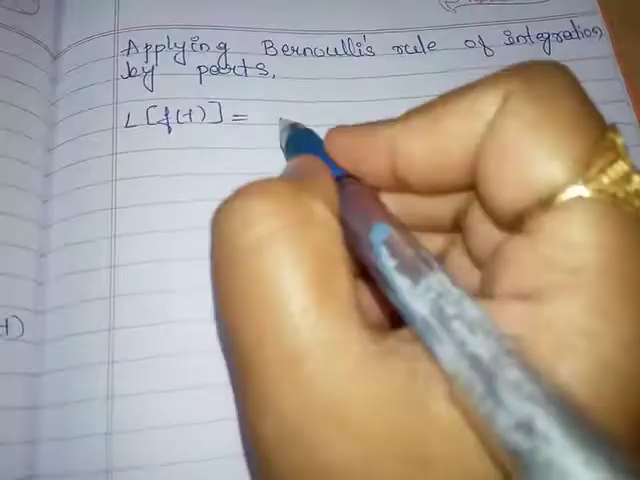 Applying Bernoulli's rule of integration
by parts.
L[f(t)] =